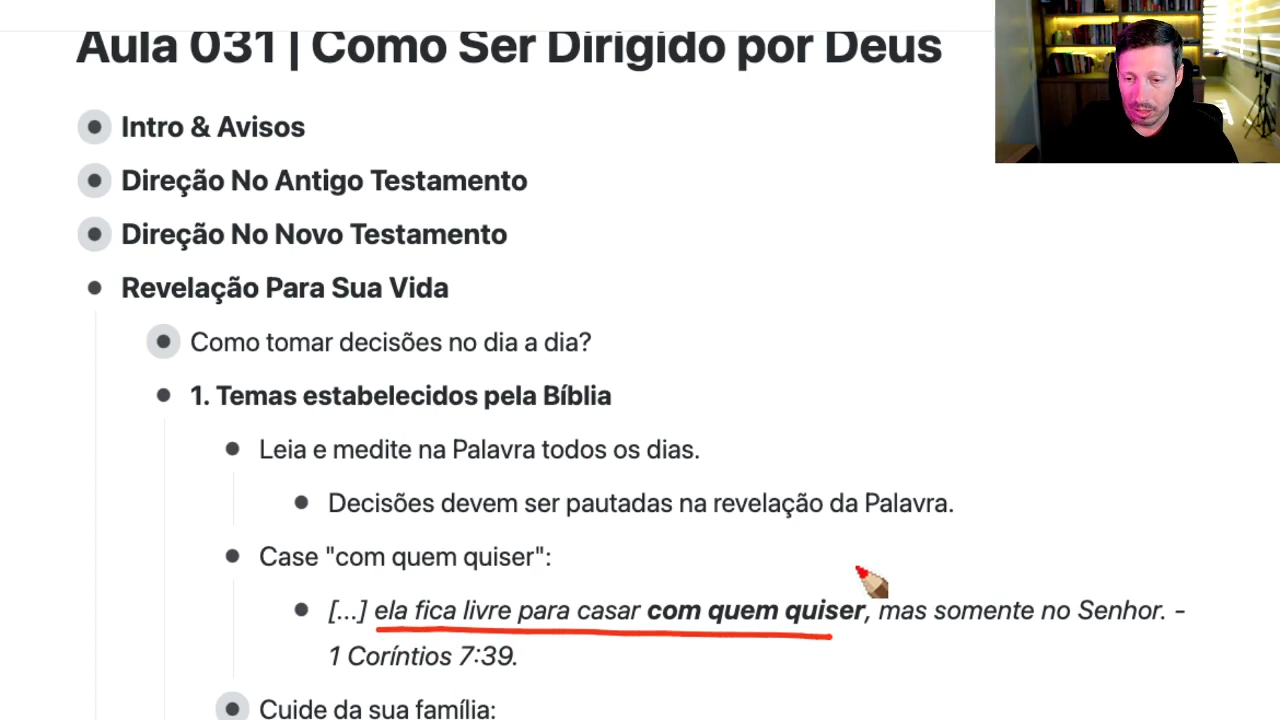 Aula 031 | Como Ser Dirigido por Deus
Intro & Avisos
Direção No Antigo Testamento
Direção No Novo Testamento
Revelação Para Sua Vida
Como tomar decisões no dia a dia?
1. Temas estabelecidos pela Bíblia
Leia e medite na Palavra todos os dias.
Decisões devem ser pautadas na revelação da Palavra.
Case "com quem quiser":
[...] ela fica livre para casar com quem quiser, mas somente no Senhor. -
1 Coríntios 7:39.
Cuide da sua família: